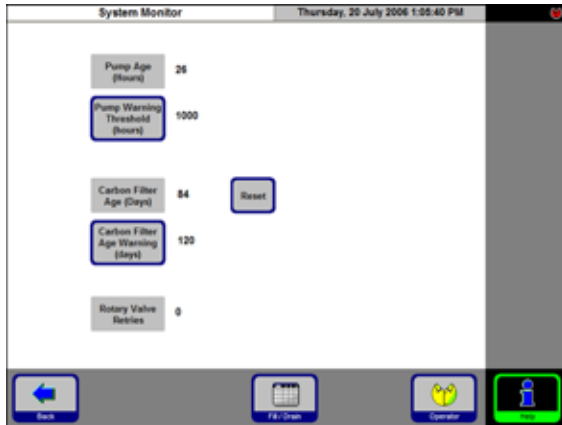 System Monitor
Thursday, 20 July 2006 1:05:40 PM
Pump Age
(Hours)
26
Pump Warning
Threshold
(hours)
1000
Carbon Filter
Age (Days)
84
Reset
Carbon Filter
Age Warning
(days)
120
Rotary Valve
Retries
0
Back
Fill / Drain
Operator
Help